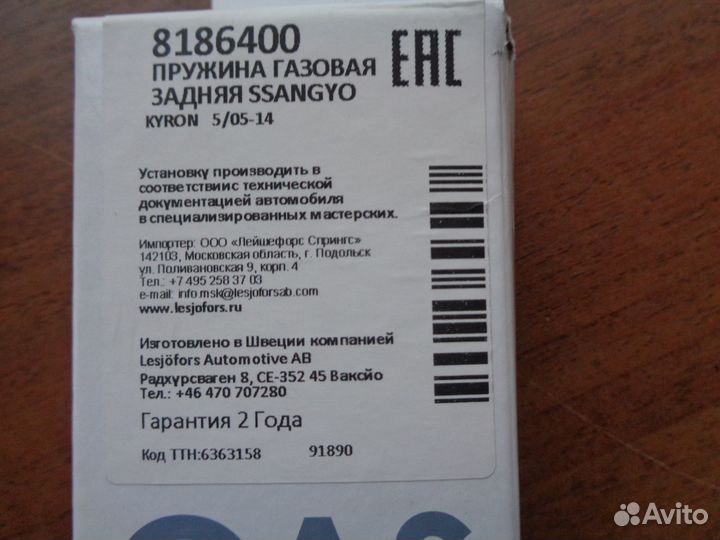 8186400
ПРУЖИНА ГАЗОВАЯ
ЗАДНЯЯ SSANGYO
KYRON 5/05-14
EAC
Установку производить в
соответствиис технической
документацией автомобиля
в специализированных мастерских.
Импортер: ООО «Лейшефорс Спрингс»
142103, Московская область, г. Подольск
ул. Поливановская 9, корп. 4
Тел.: +7 495 258 37 03
e-mail: info.msk@lesjoforsab.com
www.lesjofors.ru
Изготовлено в Швеции компанией
Lesjöfors Automotive AB
Радхурсваген 8, СЕ-352 45 Ваксйо
Тел.: +46 470 707280
Гарантия 2 Года
Код ТТН:6363158 91890
GAS
Avito